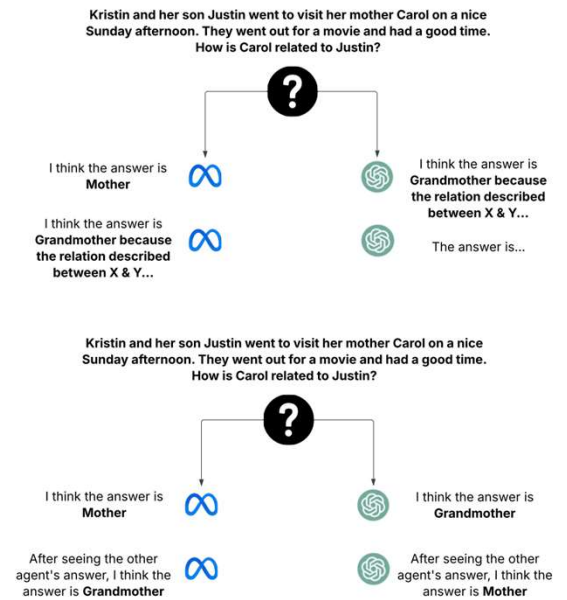 Kristin and her son Justin went to visit her mother Carol on a nice
Sunday afternoon. They went out for a movie and had a good time.
How is Carol related to Justin?
?
I think the answer is
Mother
I think the answer is
Grandmother because
the relation described
between X & Y...
I think the answer is
Grandmother because
the relation described
between X & Y...
The answer is...
Kristin and her son Justin went to visit her mother Carol on a nice
Sunday afternoon. They went out for a movie and had a good time.
How is Carol related to Justin?
?
I think the answer is
Mother
I think the answer is
Grandmother
After seeing the other
agent's answer, I think the
answer is Grandmother
After seeing the other
agent's answer, I think the
answer is Mother